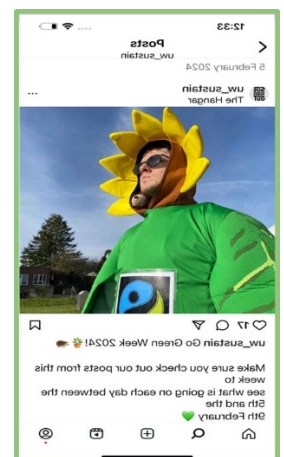 12:33
Posts
uw_sustain
5 February 2024
uw_sustain
The Hangar
17
uw_sustain Go Green Week 2024!
Make sure you check out our posts from this
week to
see what is going on each day between the
5th and the
9th February